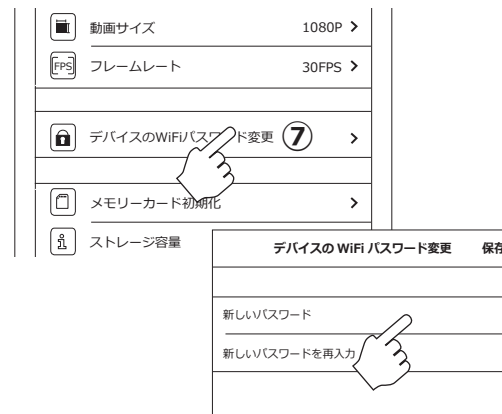 動画サイズ 1080P >
FPS フレームレート 30FPS >
デバイスのWiFiパスワード変更 ⑦ >
メモリーカード初期化 >
i ストレージ容量
デバイスの WiFi パスワード変更 保存
新しいパスワード
新しいパスワードを再入力